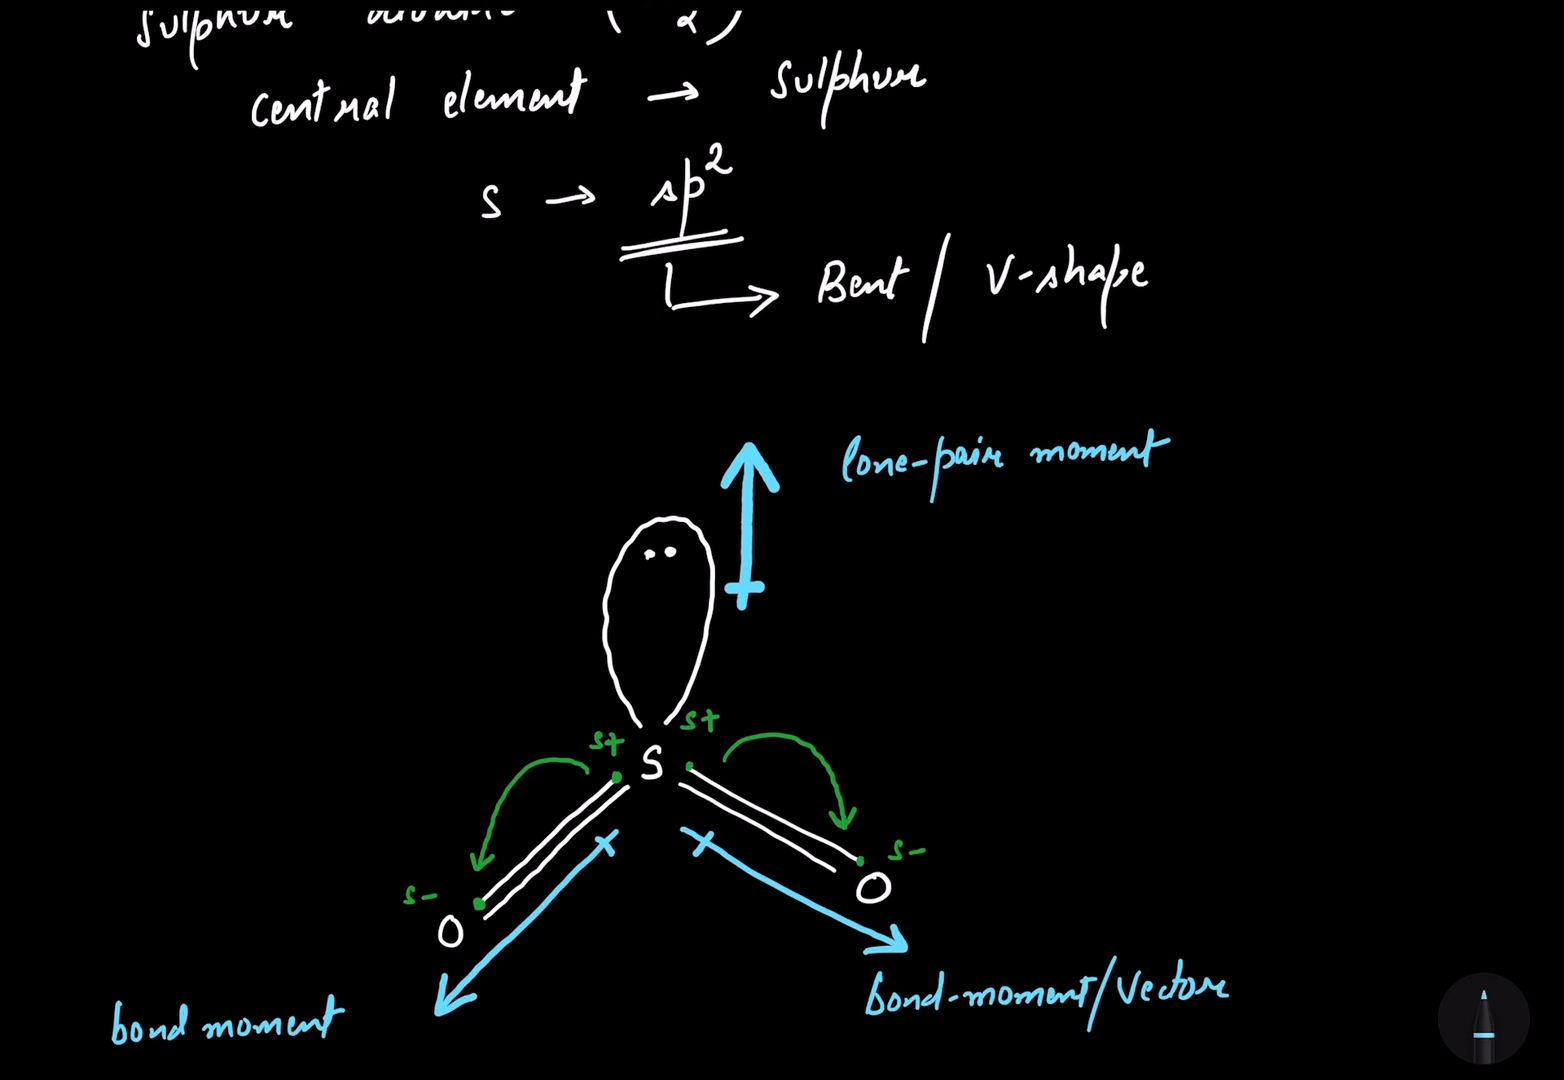 Sulphur
central element → Sulphur
S → sp²
Bent / V-shape
lone-pair moment
δ+ δ+
S
δ- δ-
O O
bond moment
bond-moment/Vector